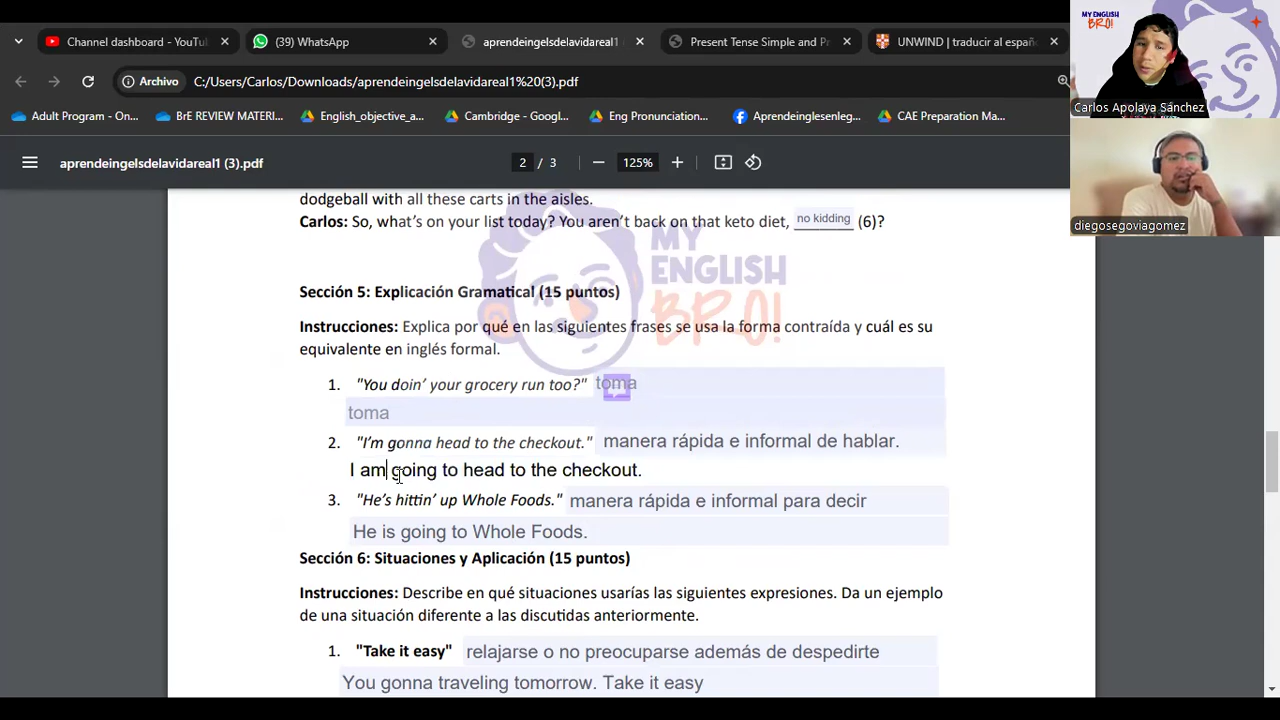 Channel dashboard - YouTu
(39) WhatsApp
aprendeingelsdelavidareal1
Present Tense Simple and Pr
UNWIND | traducir al españo
Archivo
C:/Users/Carlos/Downloads/aprendeingelsdelavidareal1%20(3).pdf
Adult Program - On...
BrE REVIEW MATERI...
English_objective_a...
Cambridge - Googl...
Eng Pronunciation...
Aprendeinglesenleg...
CAE Preparation Ma...
aprendeingelsdelavidareal1 (3).pdf
2 / 3
125%
MY ENGLISH
BRO!
Carlos Apolaya Sánchez
diegosegoviagomez
dodgeball with all these carts in the aisles.
Carlos: So, what's on your list today? You aren't back on that keto diet, no kidding (6)?
MY
ENGLISH
BRO!
Sección 5: Explicación Gramatical (15 puntos)
Instrucciones: Explica por qué en las siguientes frases se usa la forma contraída y cuál es su
equivalente en inglés formal.
1. "You doin' your grocery run too?" toma
toma
2. "I'm gonna head to the checkout." manera rápida e informal de hablar.
I am going to head to the checkout.
3. "He's hittin' up Whole Foods." manera rápida e informal para decir
He is going to Whole Foods.
Sección 6: Situaciones y Aplicación (15 puntos)
Instrucciones: Describe en qué situaciones usarías las siguientes expresiones. Da un ejemplo
de una situación diferente a las discutidas anteriormente.
1. "Take it easy" relajarse o no preocuparse además de despedirte
You gonna traveling tomorrow. Take it easy